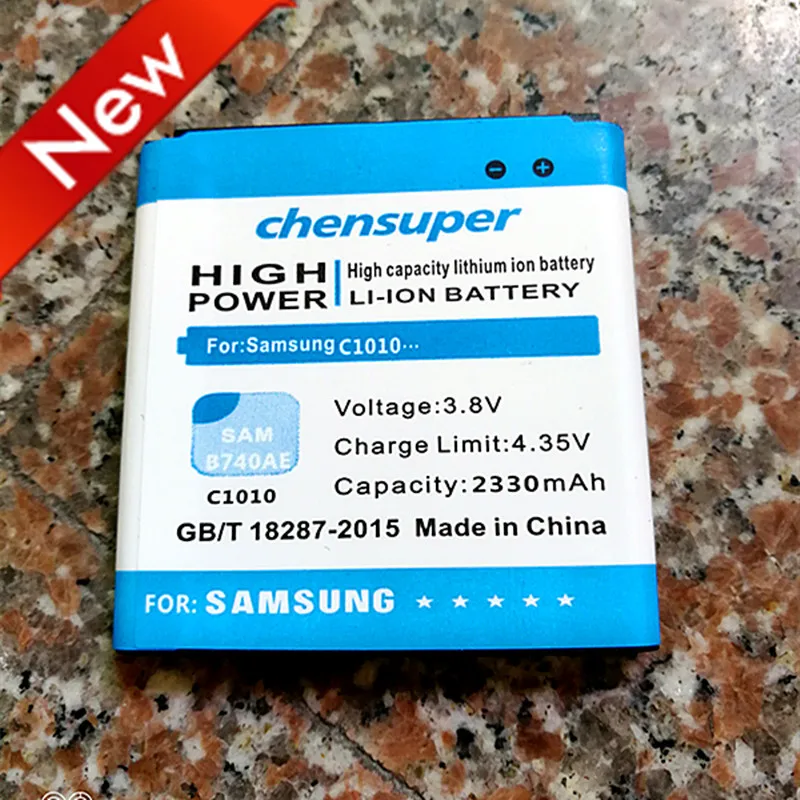 New
chensuper
HIGH POWER
High capacity lithium ion battery
LI-ION BATTERY
For:Samsung C1010...
SAM
B740AE
C1010
Voltage:3.8V
Charge Limit:4.35V
Capacity:2330mAh
GB/T 18287-2015 Made in China
FOR: SAMSUNG ★ ★ ★ ★ ★